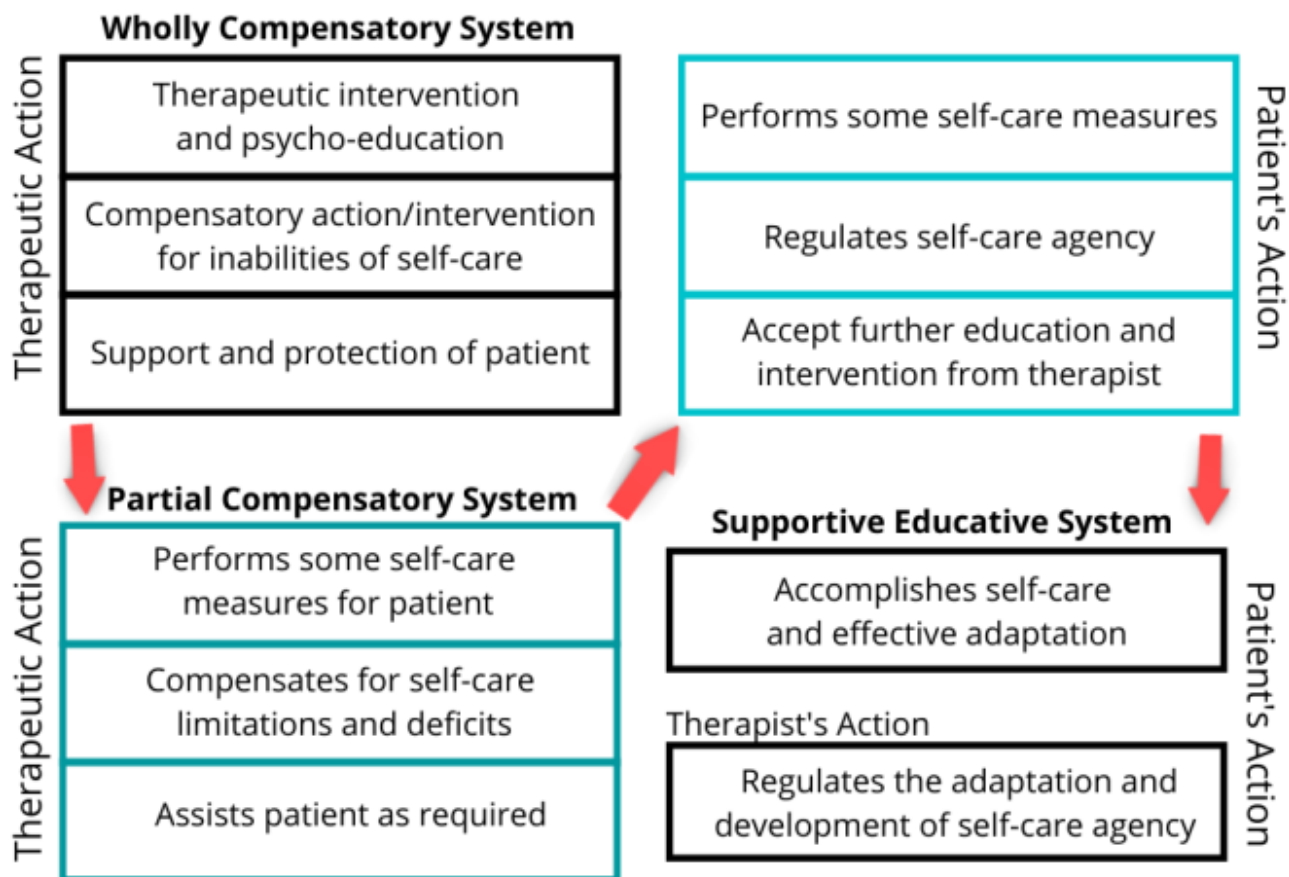 Wholly Compensatory System
Therapeutic Action
Therapeutic intervention
and psycho-education
Compensatory action/intervention
for inabilities of self-care
Support and protection of patient
Partial Compensatory System
Therapeutic Action
Performs some self-care
measures for patient
Compensates for self-care
limitations and deficits
Assists patient as required
Performs some self-care measures
Regulates self-care agency
Accept further education and
intervention from therapist
Patient's Action
Supportive Educative System
Accomplishes self-care
and effective adaptation
Therapist's Action
Regulates the adaptation and
development of self-care agency
Patient's Action